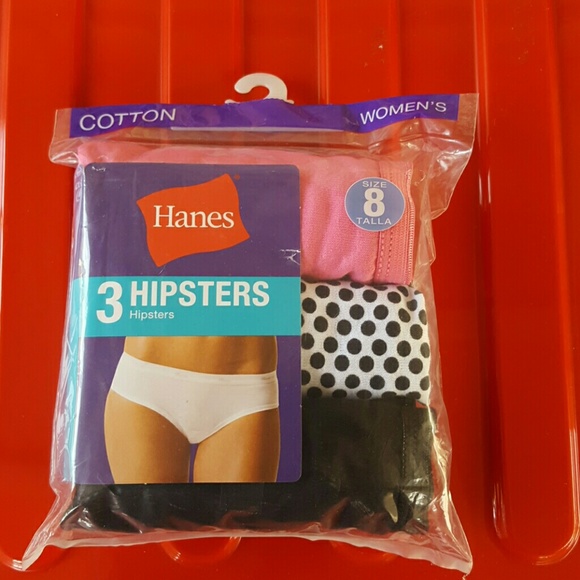 COTTON
WOMEN'S
Hanes
SIZE
8
TALLA
3 HIPSTERS
Hipsters